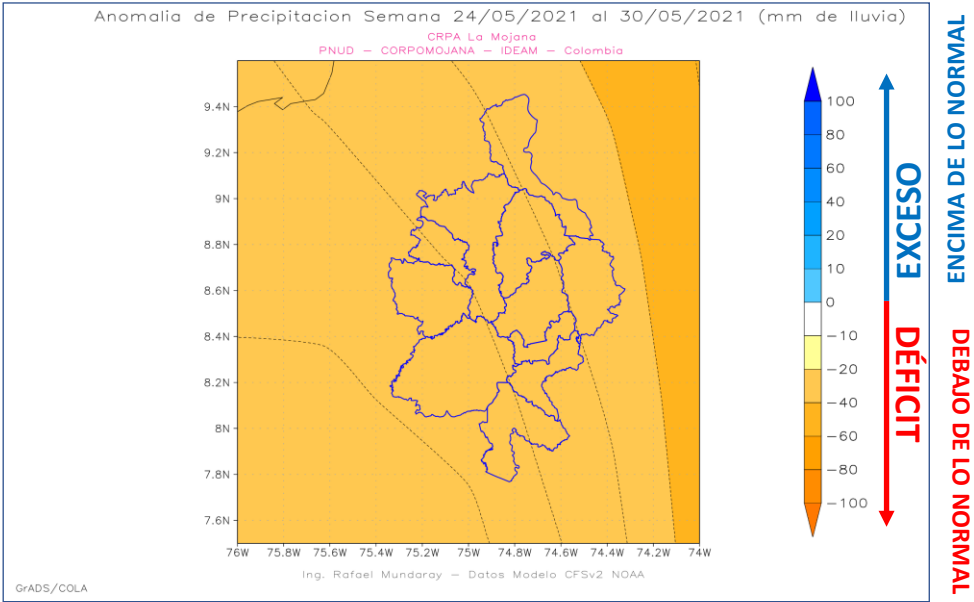 Anomalia de Precipitacion Semana 24/05/2021 al 30/05/2021 (mm de lluvia)
CRPA La Mojana
PNUD – CORPOMOJANA – IDEAM – Colombia
9.4N
9.2N
9N
8.8N
8.6N
8.4N
8.2N
8N
7.8N
7.6N
76W
75.8W
75.6W
75.4W
75.2W
75W
74.8W
74.6W
74.4W
74.2W
74W
100
80
60
40
20
10
0
−10
−20
−40
−60
−80
−100
EXCESO
DÉFICIT
ENCIMA DE LO NORMAL
DEBAJO DE LO NORMAL
Ing. Rafael Mundaray – Datos Modelo CFSv2 NOAA
GrADS/COLA